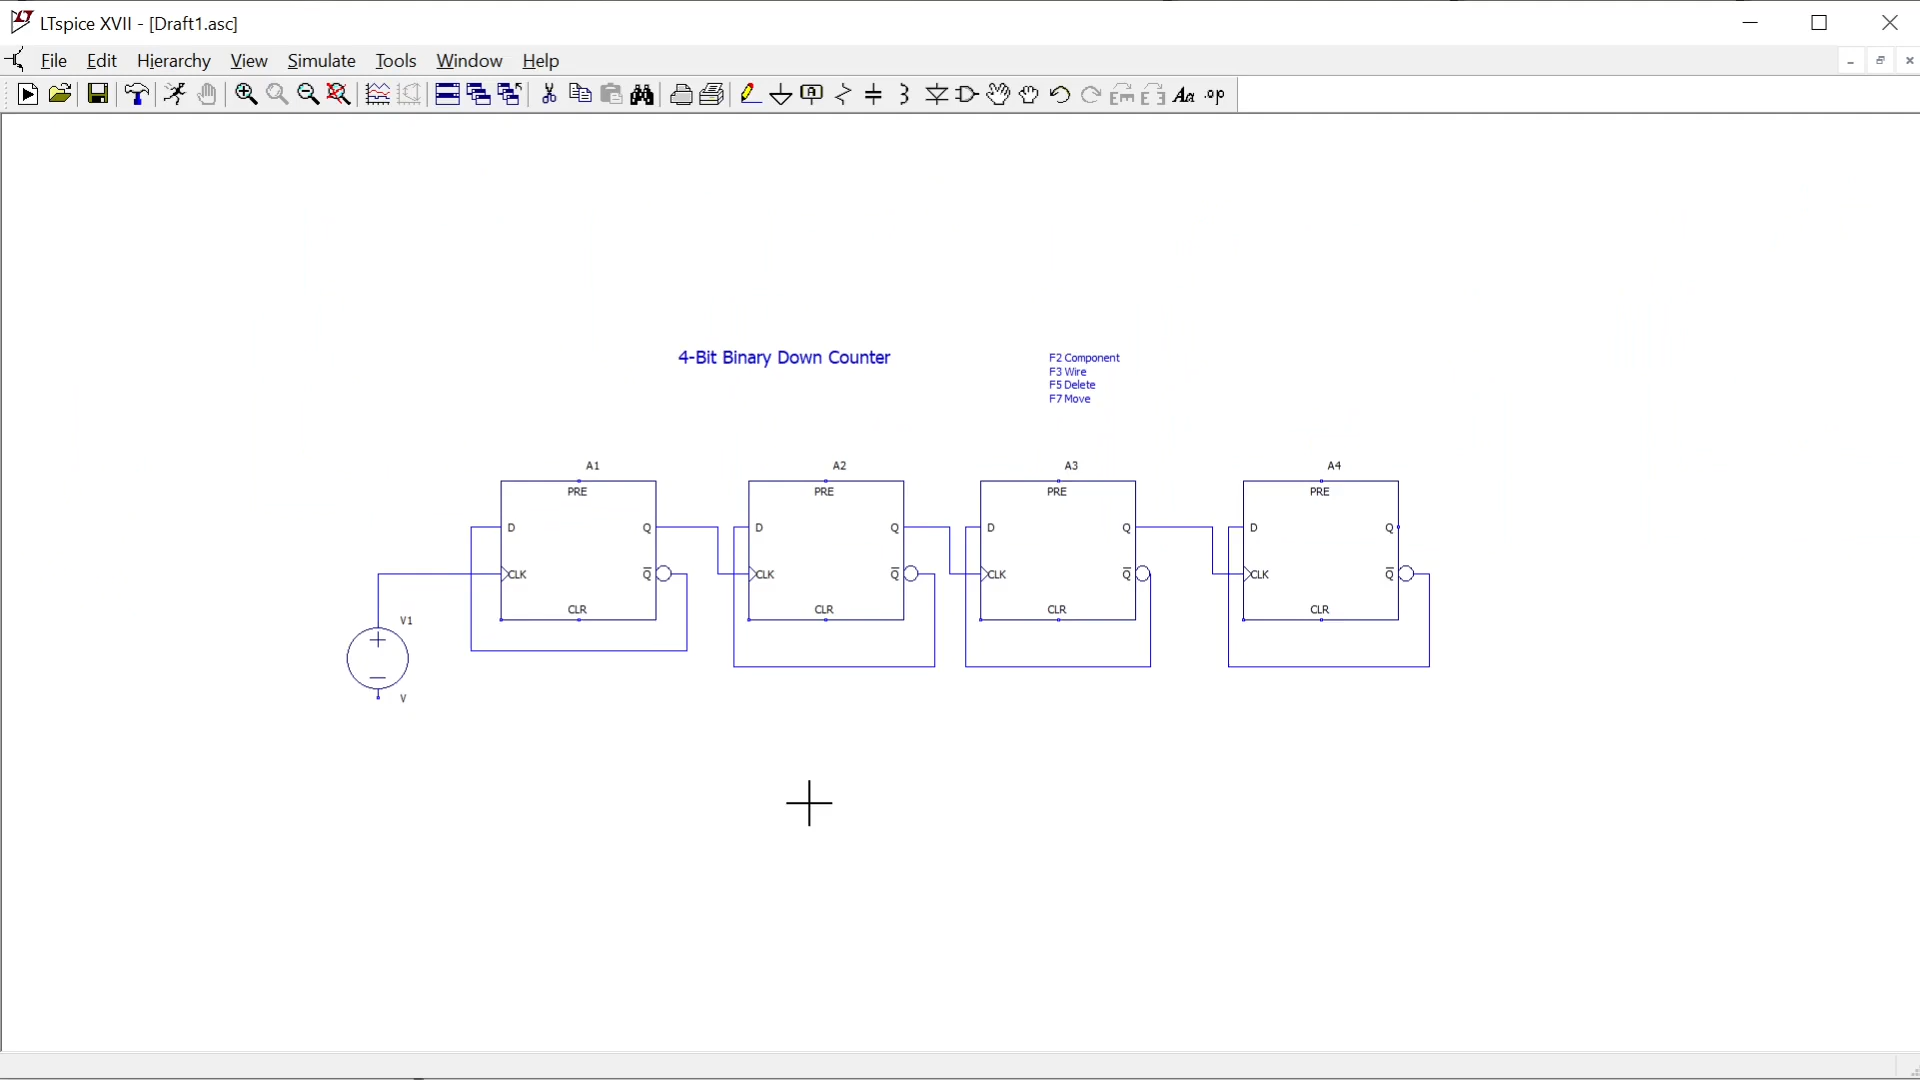 LTspice XVII - [Draft1.asc]
File Edit Hierarchy View Simulate Tools Window Help
Aa .op
4-Bit Binary Down Counter
F2 Component
F3 Wire
F5 Delete
F7 Move
A1 A2 A3 A4
PRE PRE PRE PRE
D Q D Q D Q D Q
CLK Q̅ CLK Q̅ CLK Q̅ CLK Q̅
CLR CLR CLR CLR
V1
V